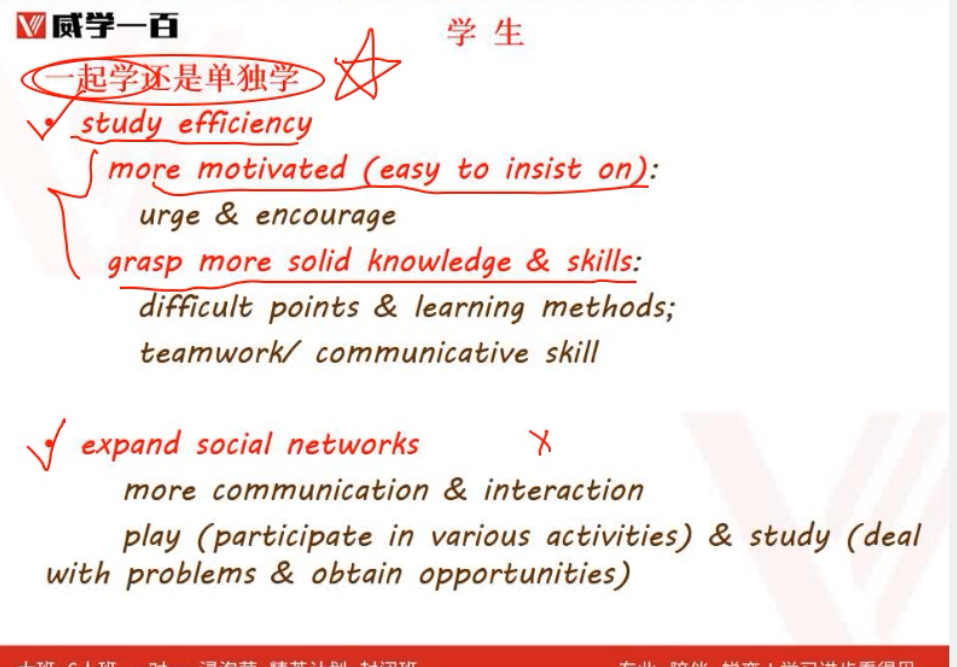 威学一百
学生
一起学还是单独学
• study efficiency
more motivated (easy to insist on):
urge & encourage
grasp more solid knowledge & skills:
difficult points & learning methods;
teamwork/ communicative skill
• expand social networks
more communication & interaction
play (participate in various activities) & study (deal
with problems & obtain opportunities)